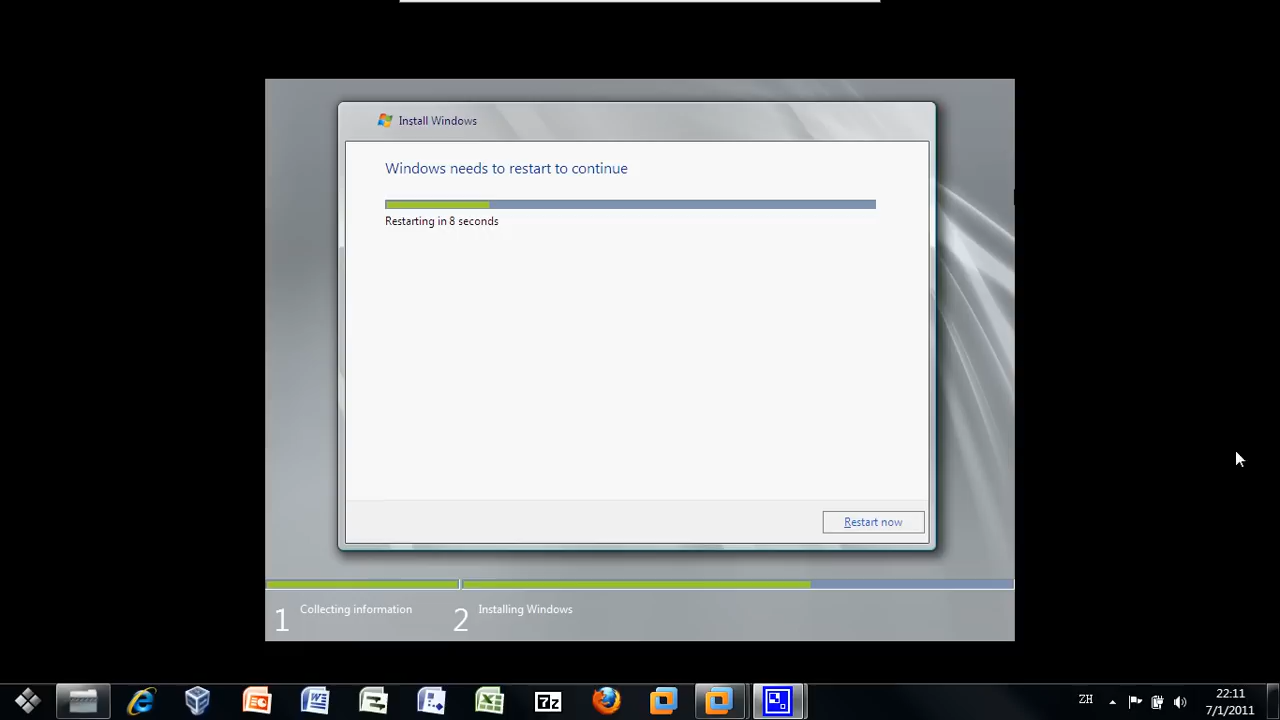 Install Windows
Windows needs to restart to continue
Restarting in 8 seconds
Restart now
1 Collecting information 2 Installing Windows
7z
ZH
22:11
7/1/2011